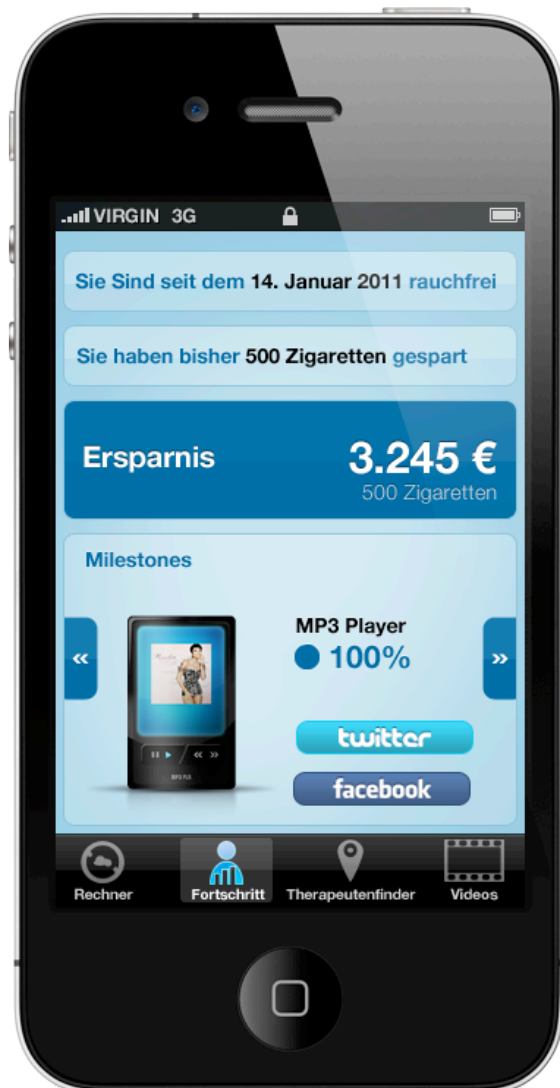 VIRGIN 3G
Sie Sind seit dem 14. Januar 2011 rauchfrei
Sie haben bisher 500 Zigaretten gespart
Ersparnis
3.245 €
500 Zigaretten
Milestones
«
MP3 Player
100%
»
twitter
facebook
Rechner
Fortschritt
Therapeutenfinder
Videos